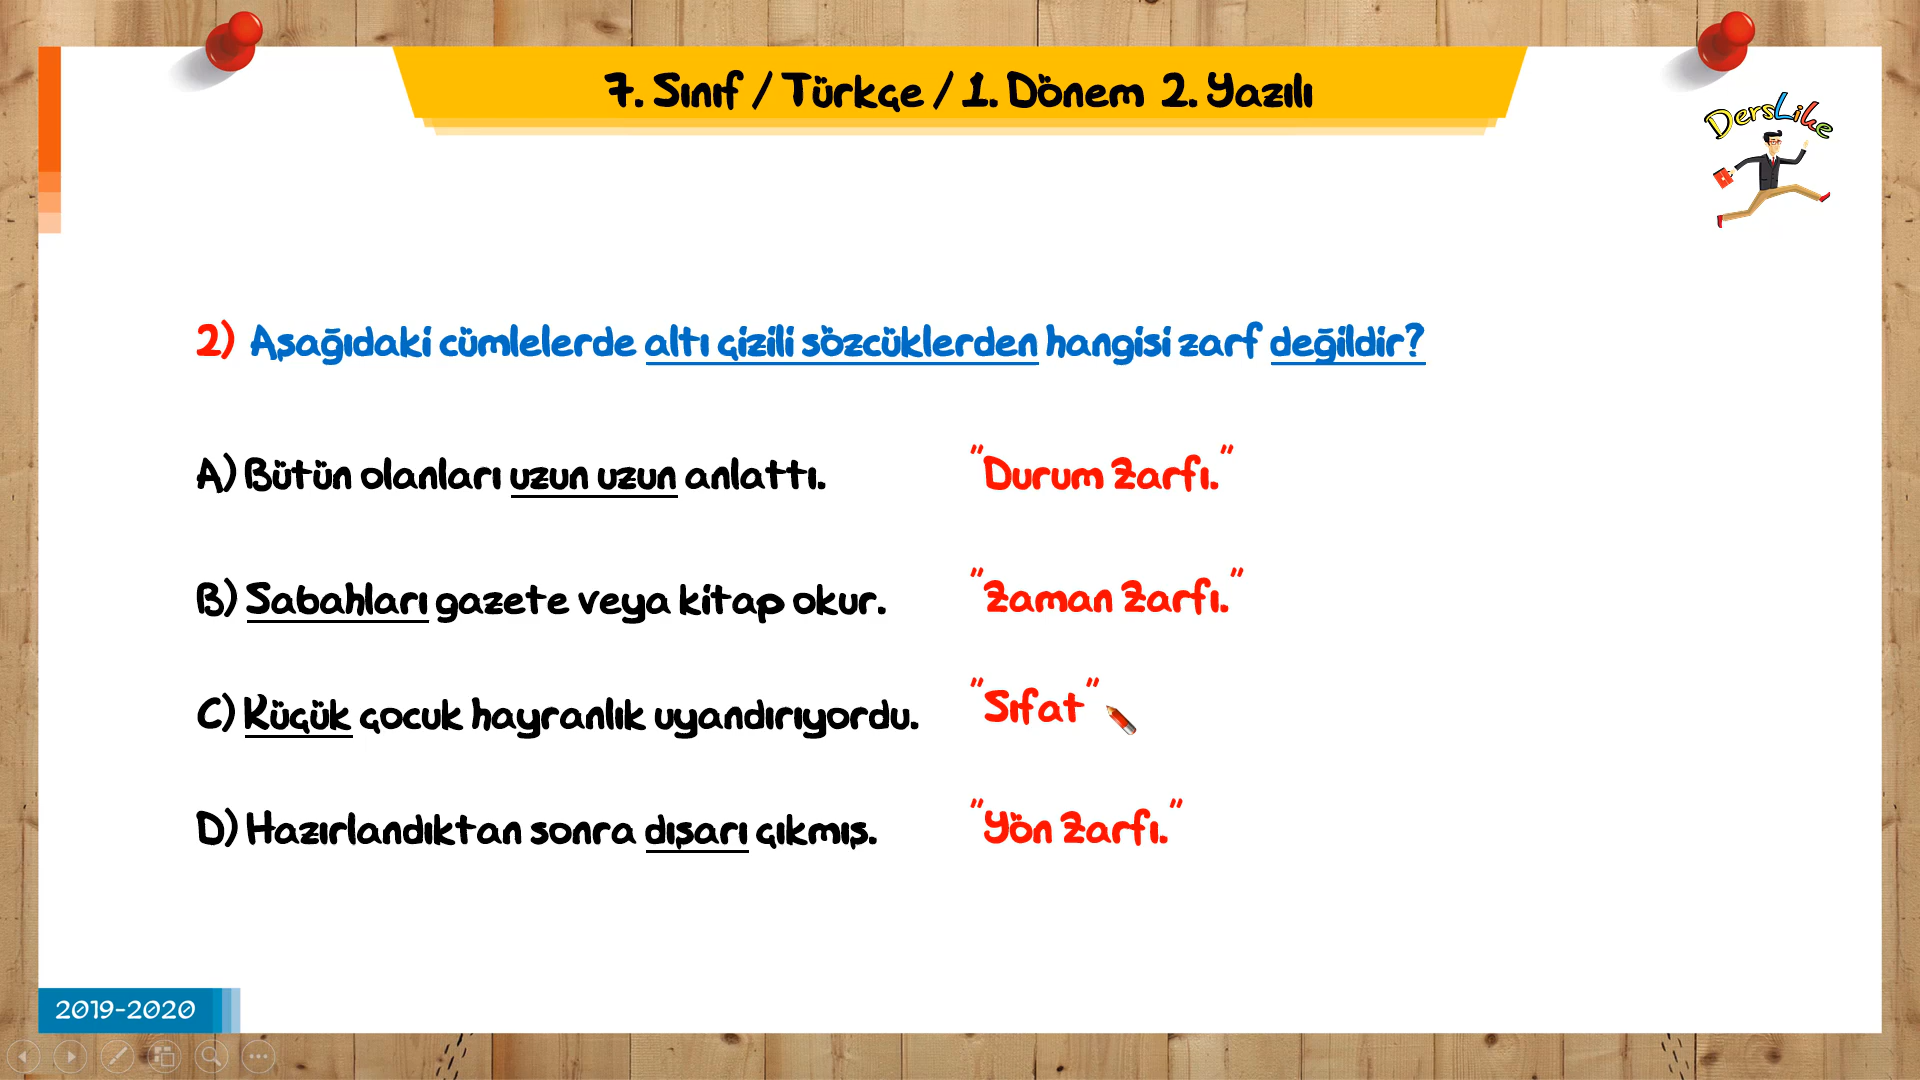 7. Sınıf / Türkçe / 1. Dönem 2. Yazılı
DersLike
2) Aşağıdaki cümlelerde altı çizili sözcüklerden hangisi zarf değildir?
A) Bütün olanları uzun uzun anlattı. "Durum Zarfı."
B) Sabahları gazete veya kitap okur. "Zaman Zarfı."
C) Küçük çocuk hayranlık uyandırıyordu. "Sıfat"
D) Hazırlandıktan sonra dışarı çıkmış. "Yön Zarfı."
2019-2020